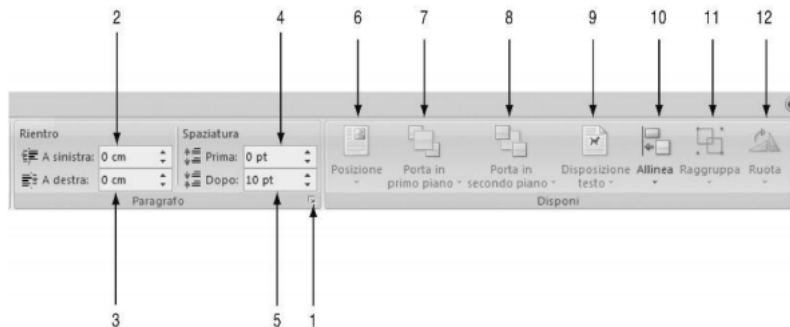 2 4 6 7 8 9 10 11 12
Rientro Spaziatura
A sinistra: 0 cm Prima: 0 pt
A destra: 0 cm Dopo: 10 pt
Posizione Porta in primo piano Porta in secondo piano Disposizione testo Allinea Raggruppa Ruota
Paragrafo Disponi
3 5 1